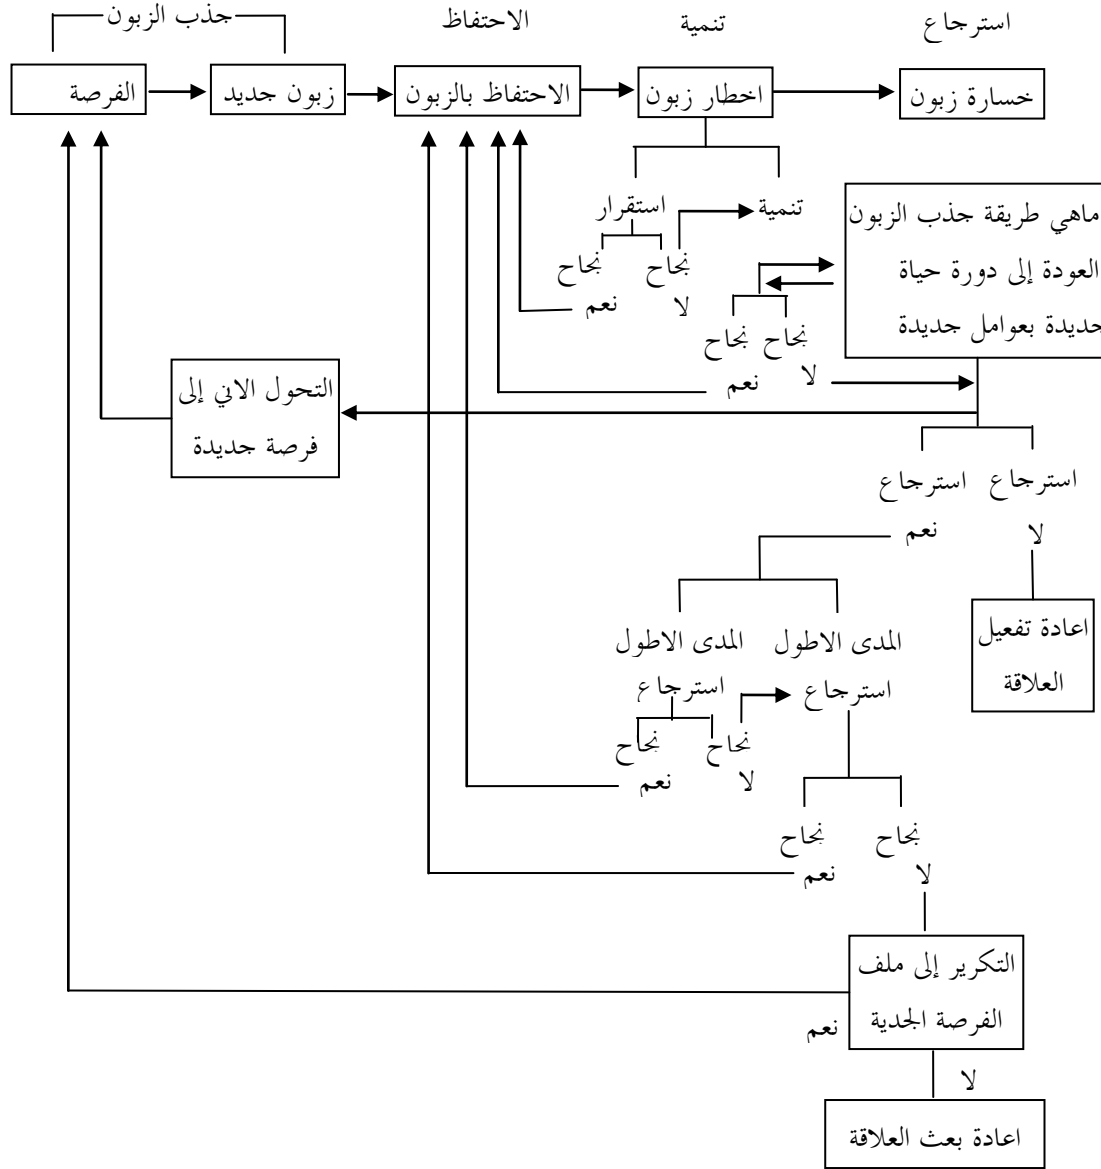 جذب الزبون
الاحتفاظ
تنمية
استرجاع
الفرصة
زبون جديد
الاحتفاظ بالزبون
اخطار زبون
خسارة زبون
استقرار
تنمية
نجاح
نجاح
نعم
لا
ماهي طريقة جذب الزبون
العودة إلى دورة حياة
جديدة بعوامل جديدة
نجاح
نجاح
نعم
لا
التحول الاني إلى
فرصة جديدة
استرجاع
استرجاع
نعم
لا
اعادة تفعيل
العلاقة
المدى الاطول
المدى الاطول
استرجاع
استرجاع
نجاح
نجاح
نعم
لا
نجاح
نجاح
نعم
لا
التكرير إلى ملف
الفرصة الجدية
نعم
لا
اعادة بعث العلاقة